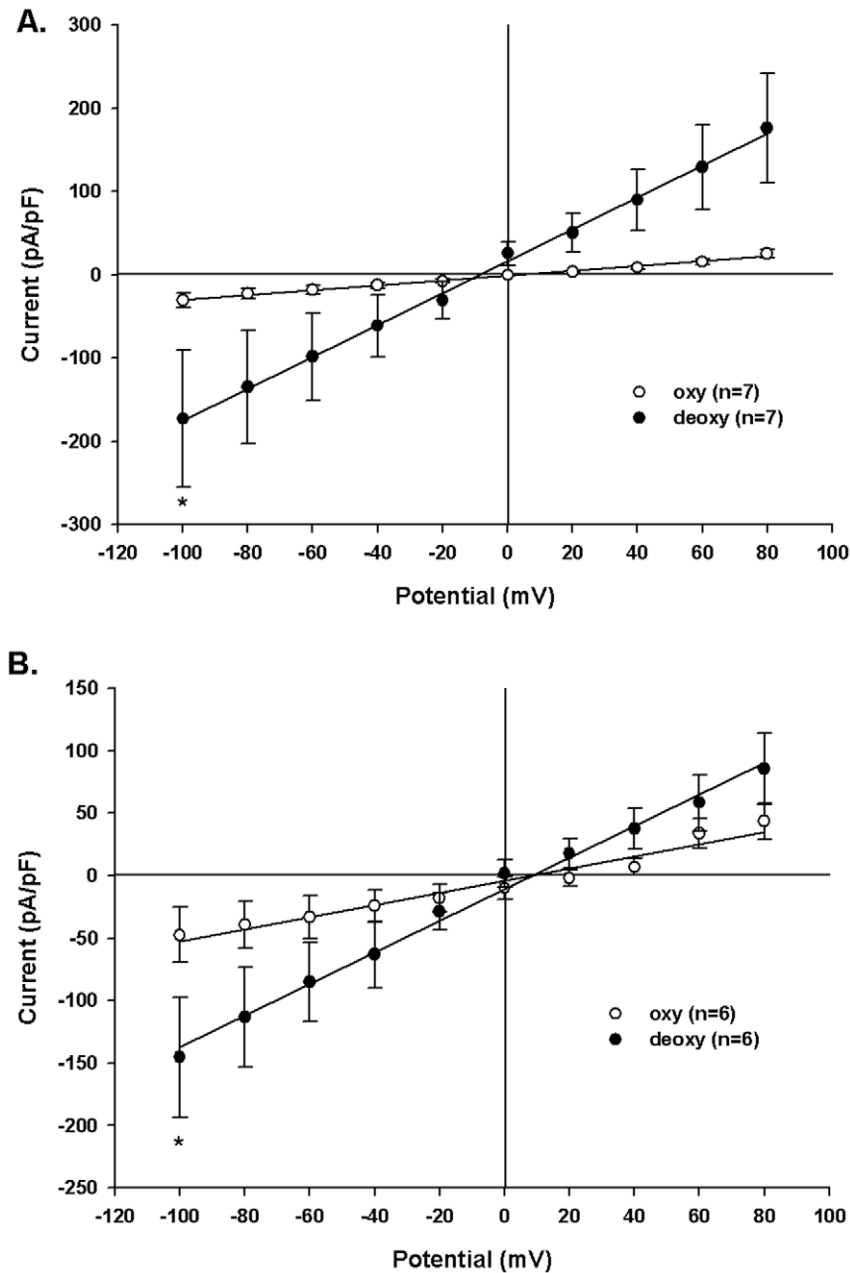 A.
300
200
100
0
-100
-200
-300
Current (pA/pF)
oxy (n=7)
deoxy (n=7)
*
-120 -100 -80 -60 -40 -20 0 20 40 60 80 100
Potential (mV)
B.
150
100
50
0
-50
-100
-150
-200
-250
Current (pA/pF)
oxy (n=6)
deoxy (n=6)
*
-120 -100 -80 -60 -40 -20 0 20 40 60 80 100
Potential (mV)